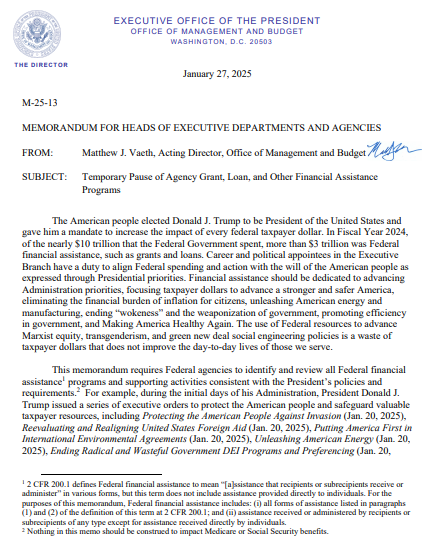 EXECUTIVE OFFICE OF THE PRESIDENT
OFFICE OF MANAGEMENT AND BUDGET
WASHINGTON, D.C. 20503
THE DIRECTOR
January 27, 2025
M-25-13
MEMORANDUM FOR HEADS OF EXECUTIVE DEPARTMENTS AND AGENCIES
FROM: Matthew J. Vaeth, Acting Director, Office of Management and Budget
SUBJECT: Temporary Pause of Agency Grant, Loan, and Other Financial Assistance
Programs
The American people elected Donald J. Trump to be President of the United States and
gave him a mandate to increase the impact of every federal taxpayer dollar. In Fiscal Year 2024,
of the nearly $10 trillion that the Federal Government spent, more than $3 trillion was Federal
financial assistance, such as grants and loans. Career and political appointees in the Executive
Branch have a duty to align Federal spending and action with the will of the American people as
expressed through Presidential priorities. Financial assistance should be dedicated to advancing
Administration priorities, focusing taxpayer dollars to advance a stronger and safer America,
eliminating the financial burden of inflation for citizens, unleashing American energy and
manufacturing, ending “wokeness” and the weaponization of government, promoting efficiency
in government, and Making America Healthy Again. The use of Federal resources to advance
Marxist equity, transgenderism, and green new deal social engineering policies is a waste of
taxpayer dollars that does not improve the day-to-day lives of those we serve.
This memorandum requires Federal agencies to identify and review all Federal financial
assistance¹ programs and supporting activities consistent with the President’s policies and
requirements.² For example, during the initial days of his Administration, President Donald J.
Trump issued a series of executive orders to protect the American people and safeguard valuable
taxpayer resources, including Protecting the American People Against Invasion (Jan. 20, 2025),
Reevaluating and Realigning United States Foreign Aid (Jan. 20, 2025), Putting America First in
International Environmental Agreements (Jan. 20, 2025), Unleashing American Energy (Jan. 20,
2025), Ending Radical and Wasteful Government DEI Programs and Preferencing (Jan. 20,
¹ 2 CFR 200.1 defines Federal financial assistance to mean “[a]ssistance that recipients or subrecipients receive or
administer” in various forms, but this term does not include assistance provided directly to individuals. For the
purposes of this memorandum, Federal financial assistance includes: (i) all forms of assistance listed in paragraphs
(1) and (2) of the definition of this term at 2 CFR 200.1; and (ii) assistance received or administered by recipients or
subrecipients of any type except for assistance received directly by individuals.
² Nothing in this memo should be construed to impact Medicare or Social Security benefits.